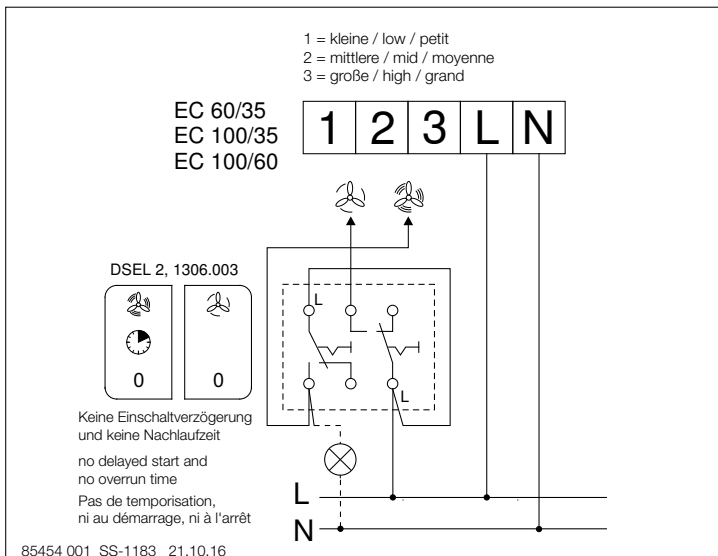 1 = kleine / low / petit
2 = mittlere / mid / moyenne
3 = große / high / grand
EC 60/35
EC 100/35
EC 100/60
1 2 3 L N
DSEL 2, 1306.003
L
0 0
L
Keine Einschaltverzögerung
und keine Nachlaufzeit
no delayed start and
no overrun time
Pas de temporisation,
ni au démarrage, ni à l'arrêt
L
N
85454 001 SS-1183 21.10.16